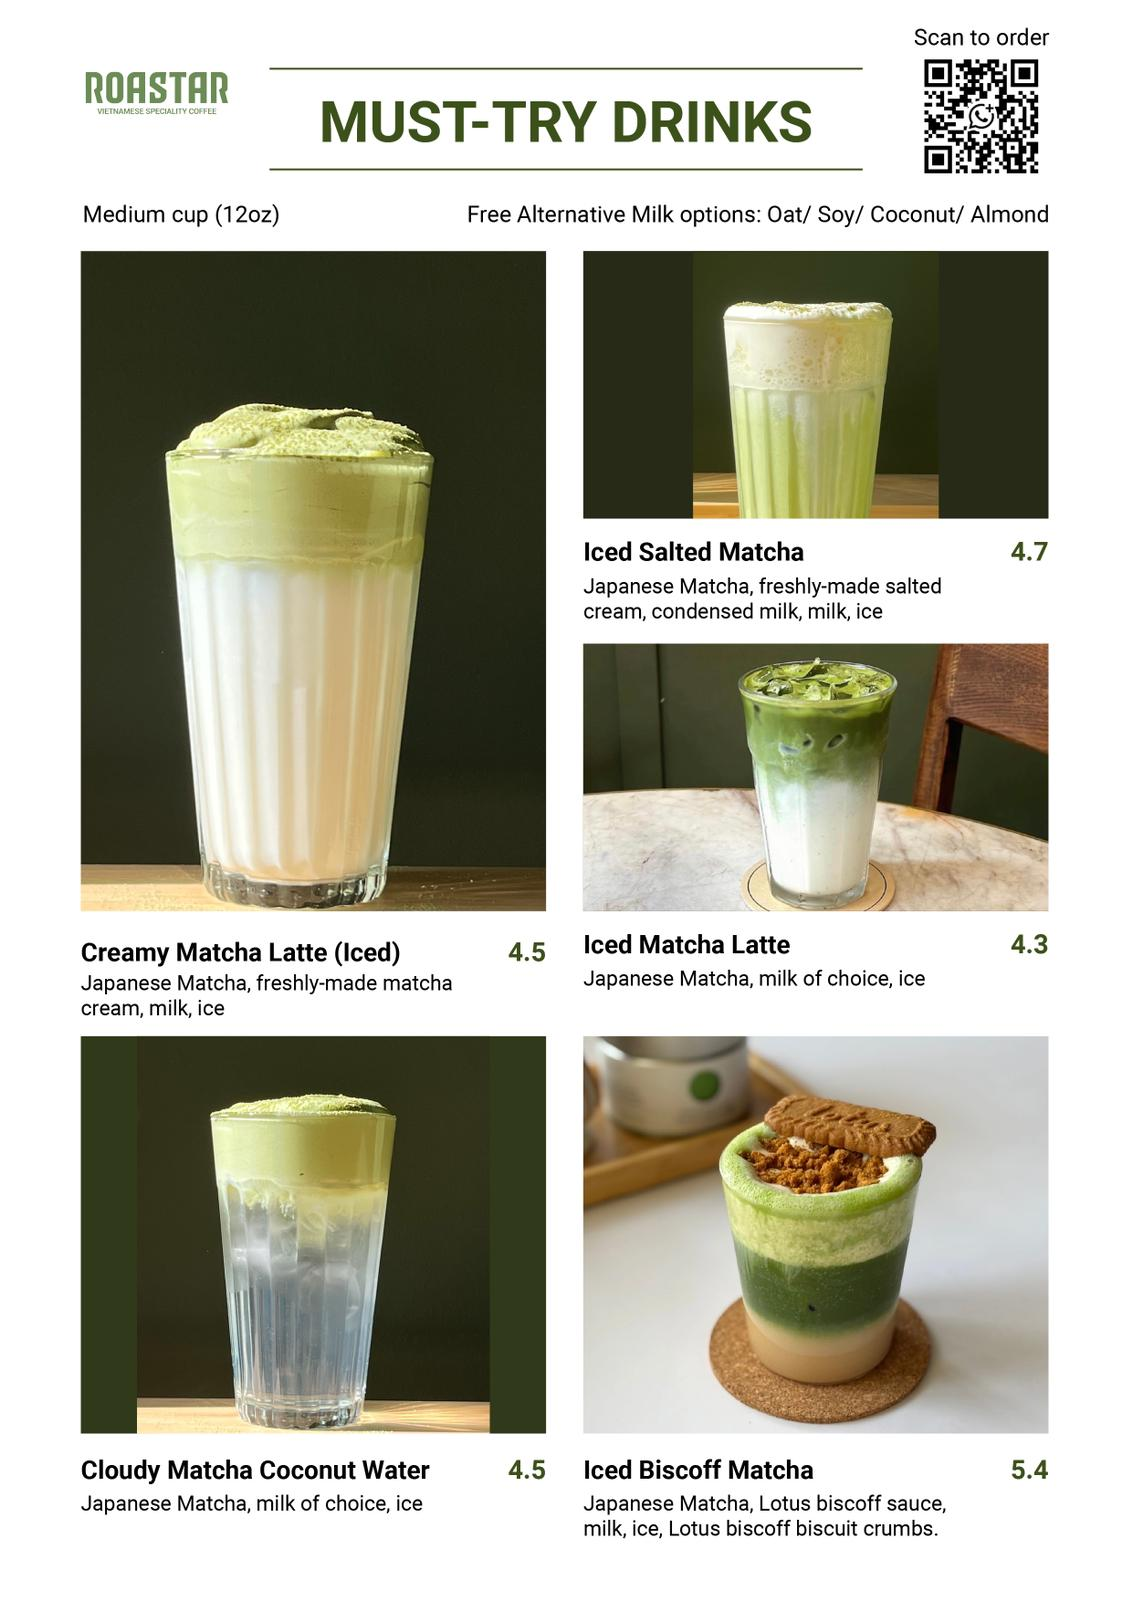 Scan to order
ROASTAR
VIETNAMESE SPECIALITY COFFEE
MUST-TRY DRINKS
Medium cup (12oz)
Free Alternative Milk options: Oat/ Soy/ Coconut/ Almond
Iced Salted Matcha 4.7
Japanese Matcha, freshly-made salted
cream, condensed milk, milk, ice
Creamy Matcha Latte (Iced) 4.5
Japanese Matcha, freshly-made matcha
cream, milk, ice
Iced Matcha Latte 4.3
Japanese Matcha, milk of choice, ice
Cloudy Matcha Coconut Water 4.5
Japanese Matcha, milk of choice, ice
Iced Biscoff Matcha 5.4
Japanese Matcha, Lotus biscoff sauce,
milk, ice, Lotus biscoff biscuit crumbs.